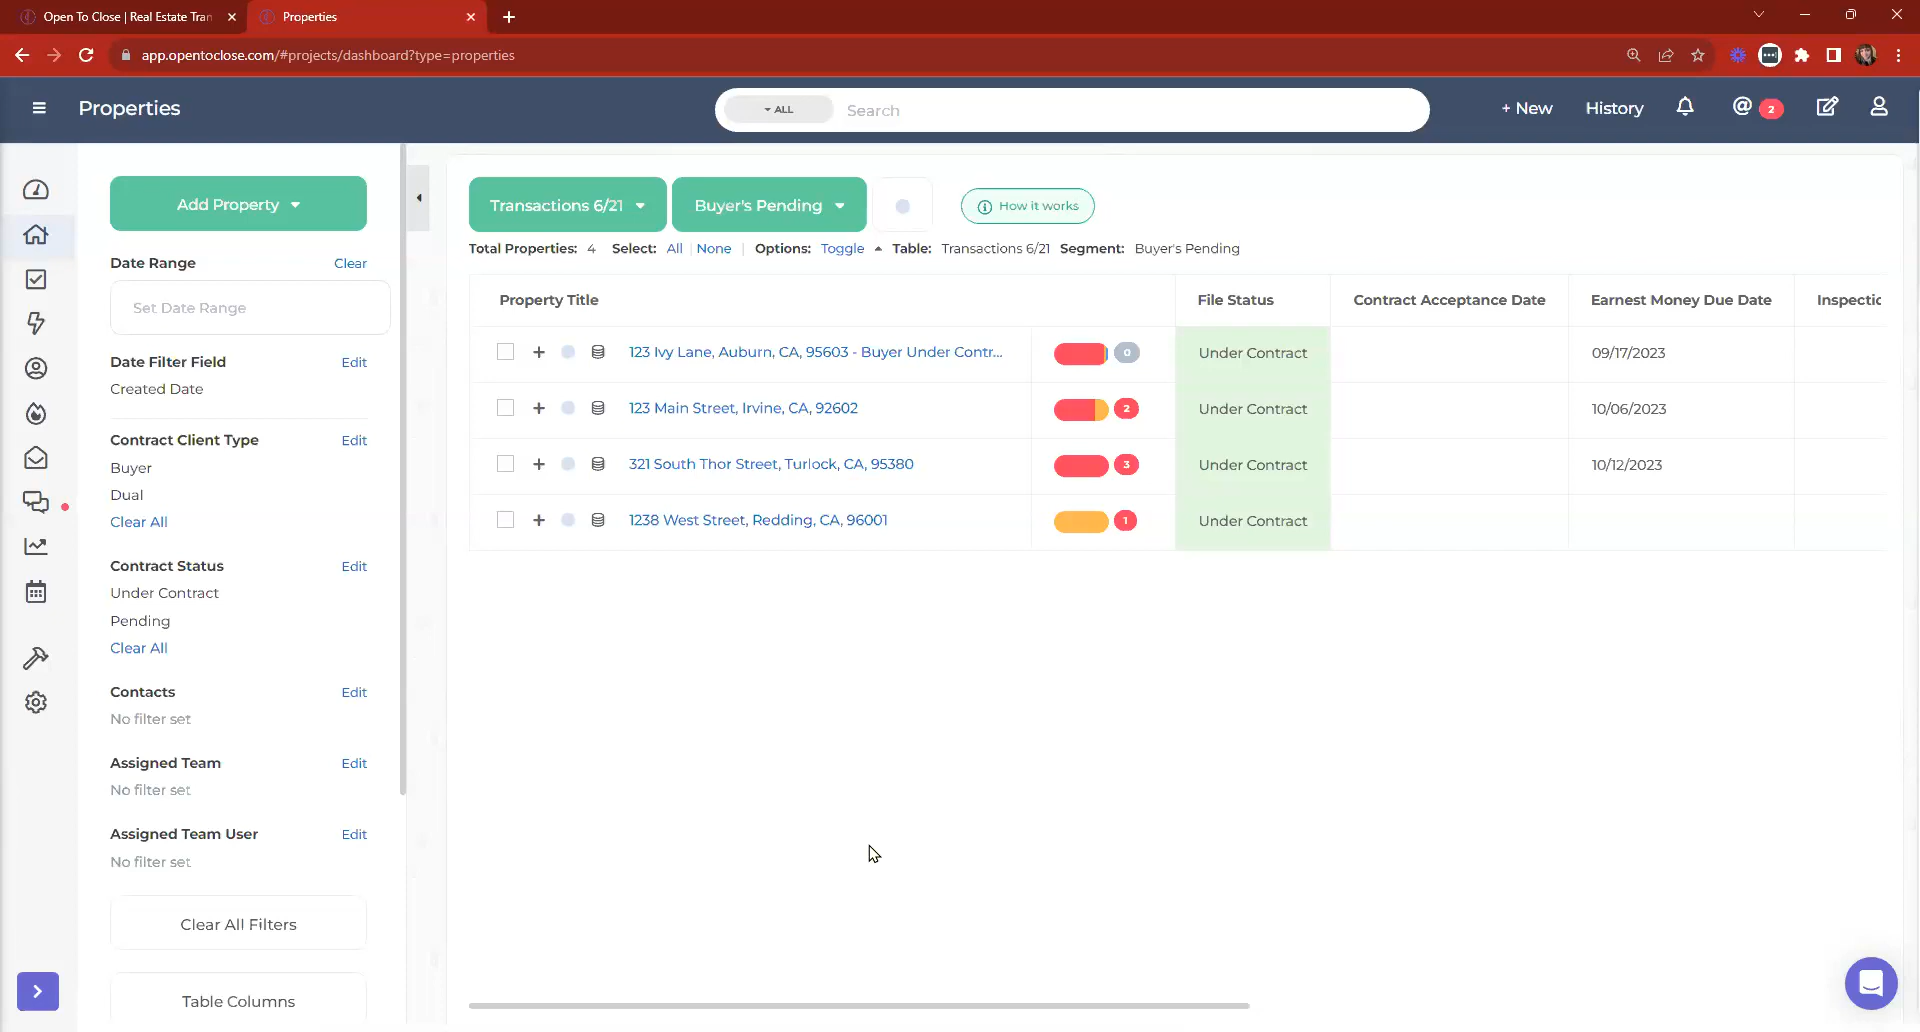 Open To Close | Real Estate Tran
Properties
app.opentoclose.com/#projects/dashboard?type=properties
Properties
ALL
Search
+ New
History
@ 2
Add Property
Date Range
Clear
Set Date Range
Date Filter Field
Edit
Created Date
Contract Client Type
Edit
Buyer
Dual
Clear All
Contract Status
Edit
Under Contract
Pending
Clear All
Contacts
Edit
No filter set
Assigned Team
Edit
No filter set
Assigned Team User
Edit
No filter set
Clear All Filters
Table Columns
Transactions 6/21
Buyer's Pending
How it works
Total Properties: 4 Select: All | None | Options: Toggle Table: Transactions 6/21 Segment: Buyer's Pending
Property Title
File Status
Contract Acceptance Date
Earnest Money Due Date
Inspectic
123 Ivy Lane, Auburn, CA, 95603 - Buyer Under Contr...
0
Under Contract
09/17/2023
123 Main Street, Irvine, CA, 92602
2
Under Contract
10/06/2023
321 South Thor Street, Turlock, CA, 95380
3
Under Contract
10/12/2023
1238 West Street, Redding, CA, 96001
1
Under Contract